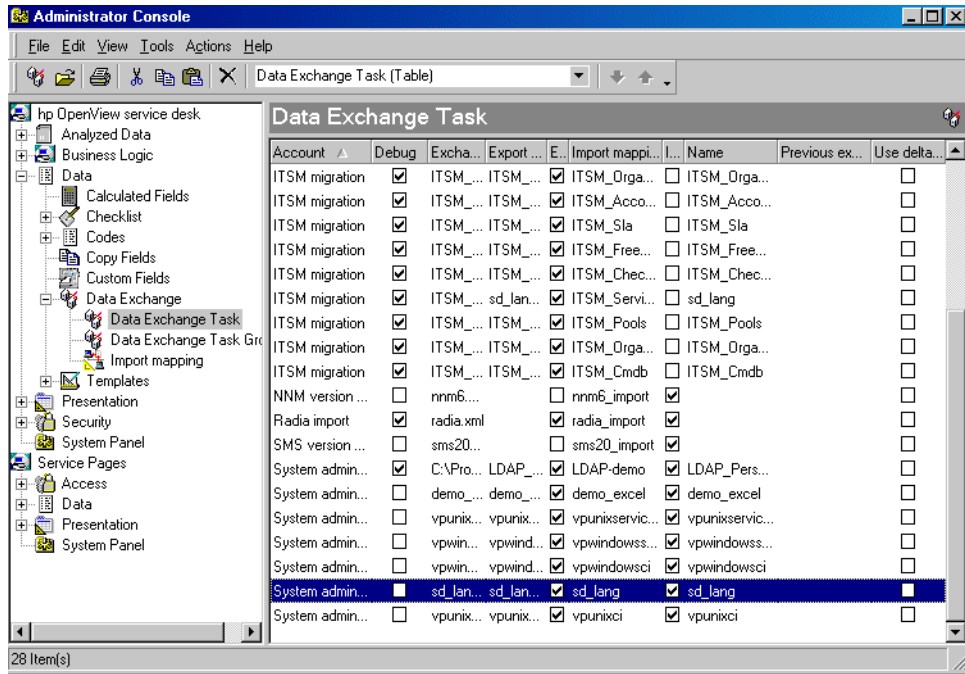 Administrator Console
File Edit View Tools Actions Help
Data Exchange Task (Table)
hp OpenView service desk
Analyzed Data
Business Logic
Data
Calculated Fields
Checklist
Codes
Copy Fields
Custom Fields
Data Exchange
Data Exchange Task
Data Exchange Task Gro
Import mapping
Templates
Presentation
Security
System Panel
Service Pages
Access
Data
Presentation
System Panel
Data Exchange Task
Account Debug Excha... Export ... E.. Import mappi... I... Name Previous ex... Use delta...
ITSM migration ITSM_... ITSM_... ITSM_Orga... ITSM_Orga...
ITSM migration ITSM_... ITSM_... ITSM_Acco... ITSM_Acco...
ITSM migration ITSM_... ITSM_... ITSM_Sla ITSM_Sla
ITSM migration ITSM_... ITSM_... ITSM_Free... ITSM_Free...
ITSM migration ITSM_... ITSM_... ITSM_Chec... ITSM_Chec...
ITSM migration ITSM_... sd_lan... ITSM_Servi... sd_lang
ITSM migration ITSM_... ITSM_... ITSM_Pools ITSM_Pools
ITSM migration ITSM_... ITSM_... ITSM_Orga... ITSM_Orga...
ITSM migration ITSM_... ITSM_... ITSM_Cmdb ITSM_Cmdb
NNM version ... nnm6.... nnm6_import
Radia import radia.xml radia_import
SMS version ... sms20... sms20_import
System admin... C:\Pro... LDAP_... LDAP-demo LDAP_Pers...
System admin... demo_... demo_... demo_excel demo_excel
System admin... vpunix... vpunix... vpunixservic... vpunixservic...
System admin... vpwin... vpwind... vpwindowss... vpwindowss...
System admin... vpwin... vpwind... vpwindowsci vpwindowsci
System admin... sd_lan... sd_lan... sd_lang sd_lang
System admin... vpunix... vpunix... vpunixci vpunixci
28 Item(s)